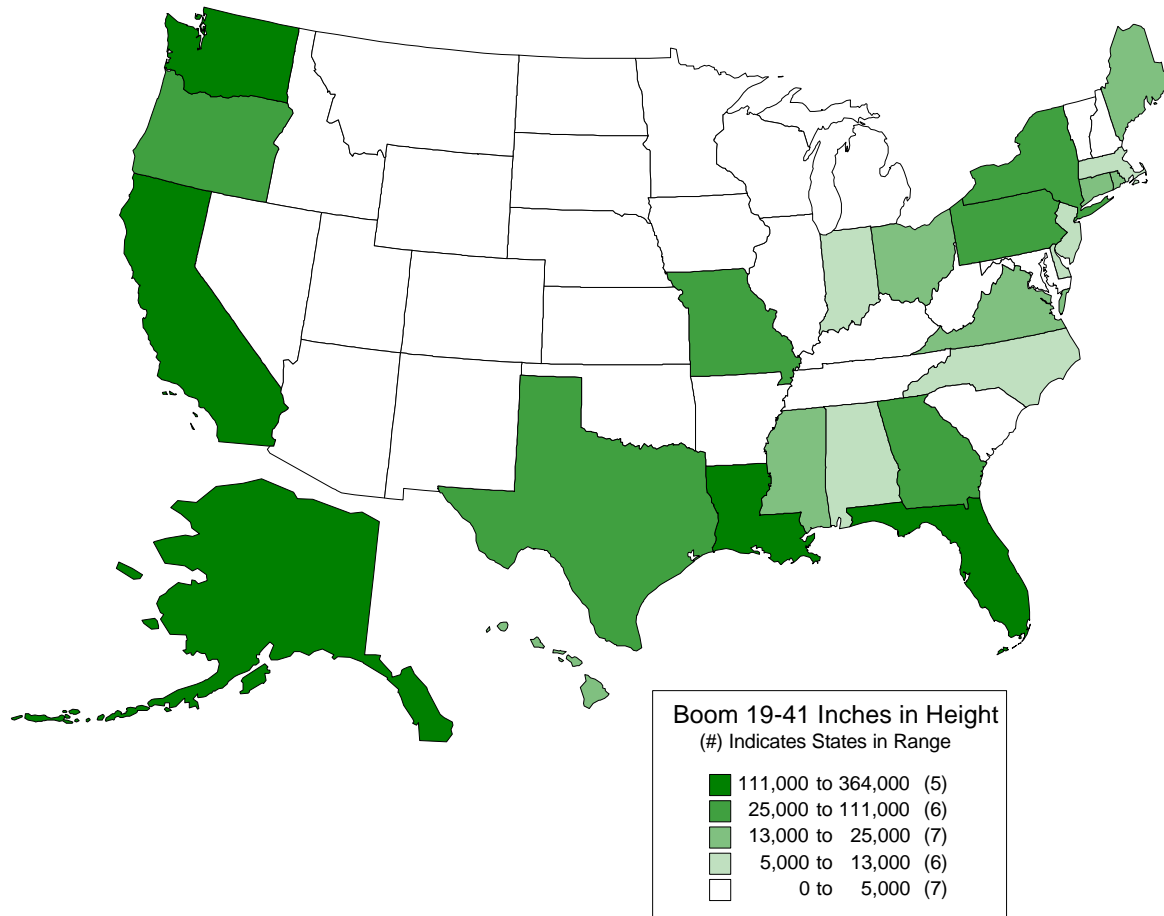 Boom 19-41 Inches in Height
(#) Indicates States in Range
111,000 to 364,000 (5)
25,000 to 111,000 (6)
13,000 to 25,000 (7)
5,000 to 13,000 (6)
0 to 5,000 (7)